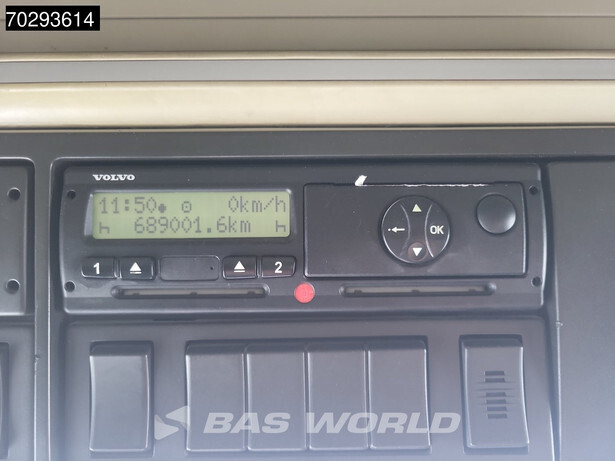 70293614
VOLVO
11:50 0km/h
689001.6km
1 2
OK
BAS WORLD